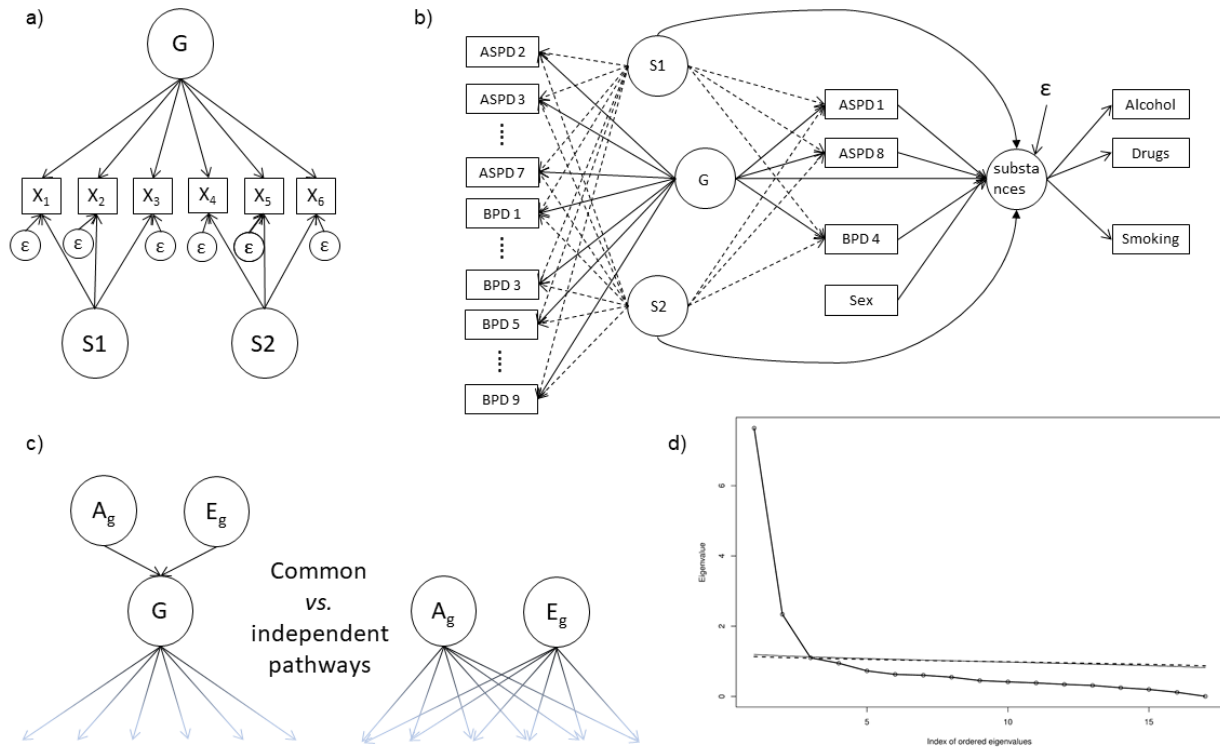 a)
G
X1
X2
X3
X4
X5
X6
ε
ε
ε
ε
ε
ε
S1
S2
b)
ASPD 2
ASPD 3
ASPD 7
BPD 1
BPD 3
BPD 5
BPD 9
S1
G
S2
ASPD 1
ASPD 8
BPD 4
Sex
ε
substa
nces
Alcohol
Drugs
Smoking
c)
Ag
Eg
G
Common
vs.
independent
pathways
Ag
Eg
d)
Eigenvalue
6
4
2
0
5
10
15
Index of ordered eigenvalues